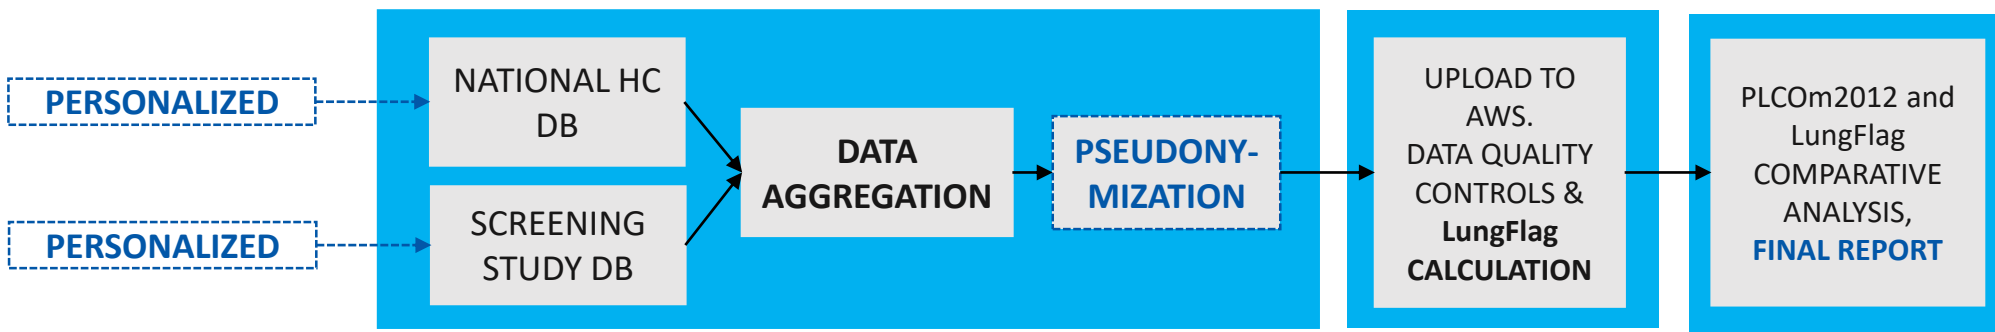 PERSONALIZED
PERSONALIZED
NATIONAL HC
DB
SCREENING
STUDY DB
DATA
AGGREGATION
PSEUDONY-
MIZATION
UPLOAD TO
AWS.
DATA QUALITY
CONTROLS &
LungFlag
CALCULATION
PLCOm2012 and
LungFlag
COMPARATIVE
ANALYSIS,
FINAL REPORT